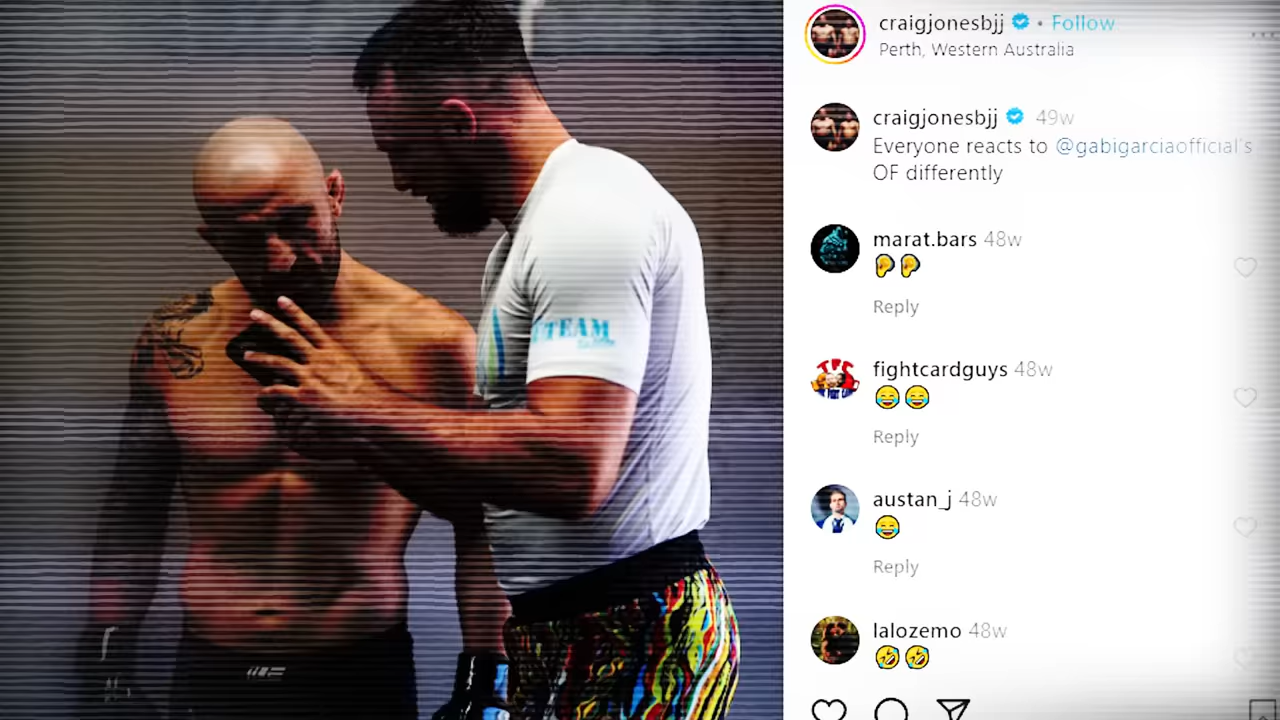 craigjonesbjj • Follow
Perth, Western Australia
craigjonesbjj 49w
Everyone reacts to @gabigarciaofficial's
OF differently
marat.bars 48w
Reply
fightcardguys 48w
Reply
austan_j 48w
Reply
lalozemo 48w
TEAM